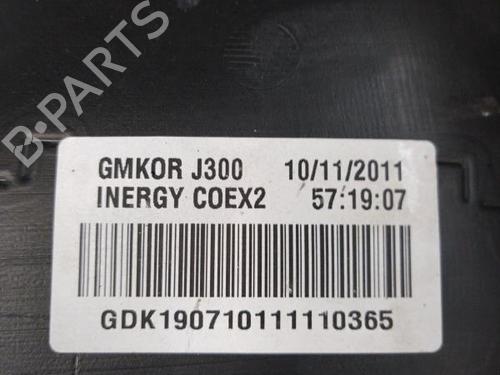 B-PARTS
GMKOR J300 10/11/2011
INERGY COEX2 57:19:07
GDK190710111110365